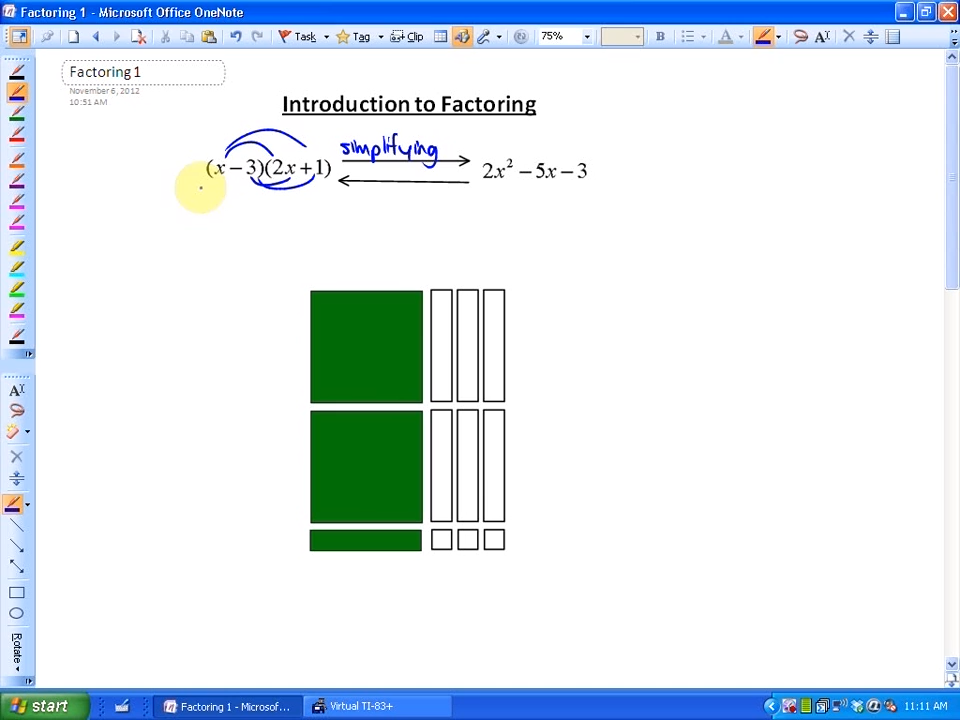 Factoring 1 - Microsoft Office OneNote
Task Tag Clip 75% B A A
Factoring 1
November 6, 2012
10:51 AM
Introduction to Factoring
simplifying
(x − 3)(2x + 1) 2x² − 5x − 3
A
Rotate
start Factoring 1 - Microsof... Virtual TI-83+ 11:11 AM